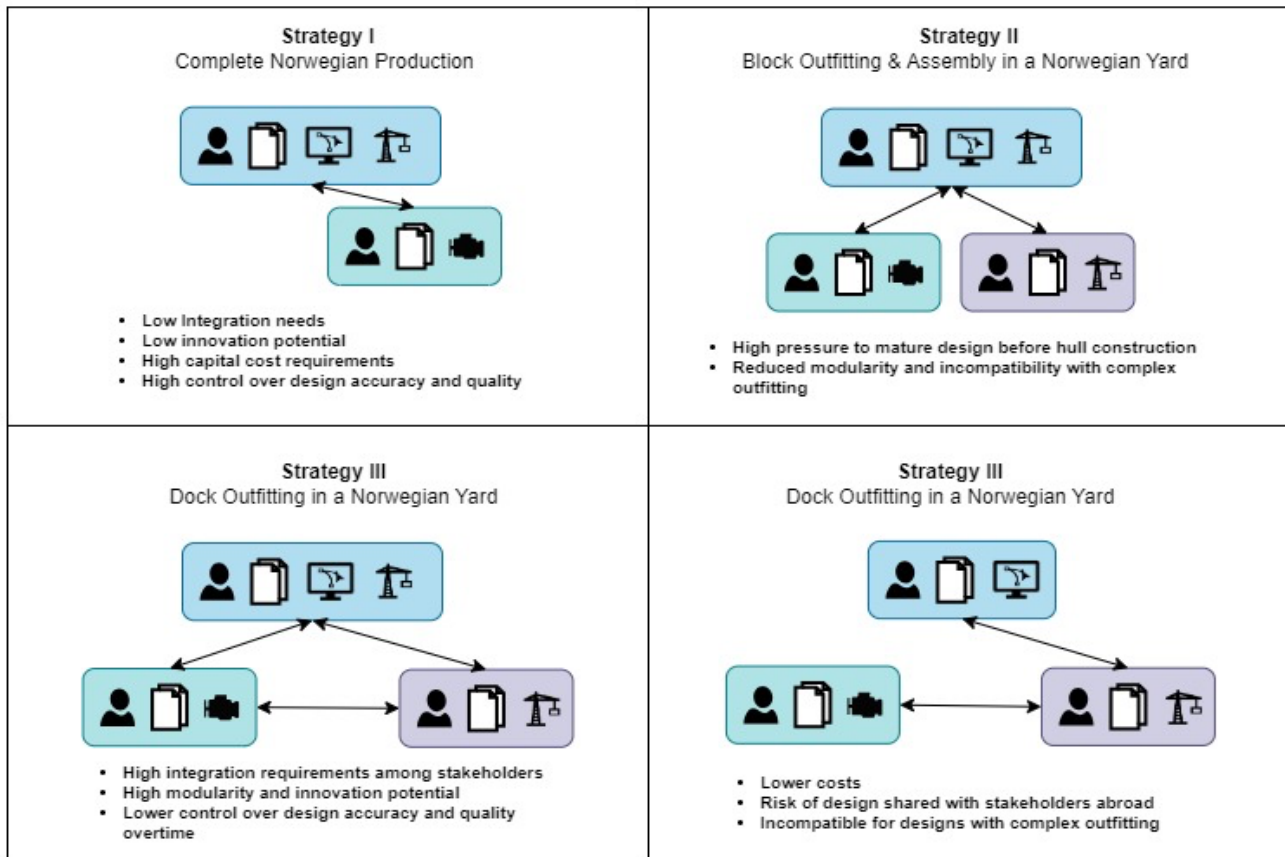 Strategy I
Complete Norwegian Production
• Low Integration needs
• Low innovation potential
• High capital cost requirements
• High control over design accuracy and quality
Strategy II
Block Outfitting & Assembly in a Norwegian Yard
• High pressure to mature design before hull construction
• Reduced modularity and incompatibility with complex
outfitting
Strategy III
Dock Outfitting in a Norwegian Yard
• High integration requirements among stakeholders
• High modularity and innovation potential
• Lower control over design accuracy and quality
overtime
Strategy III
Dock Outfitting in a Norwegian Yard
• Lower costs
• Risk of design shared with stakeholders abroad
• Incompatible for designs with complex outfitting